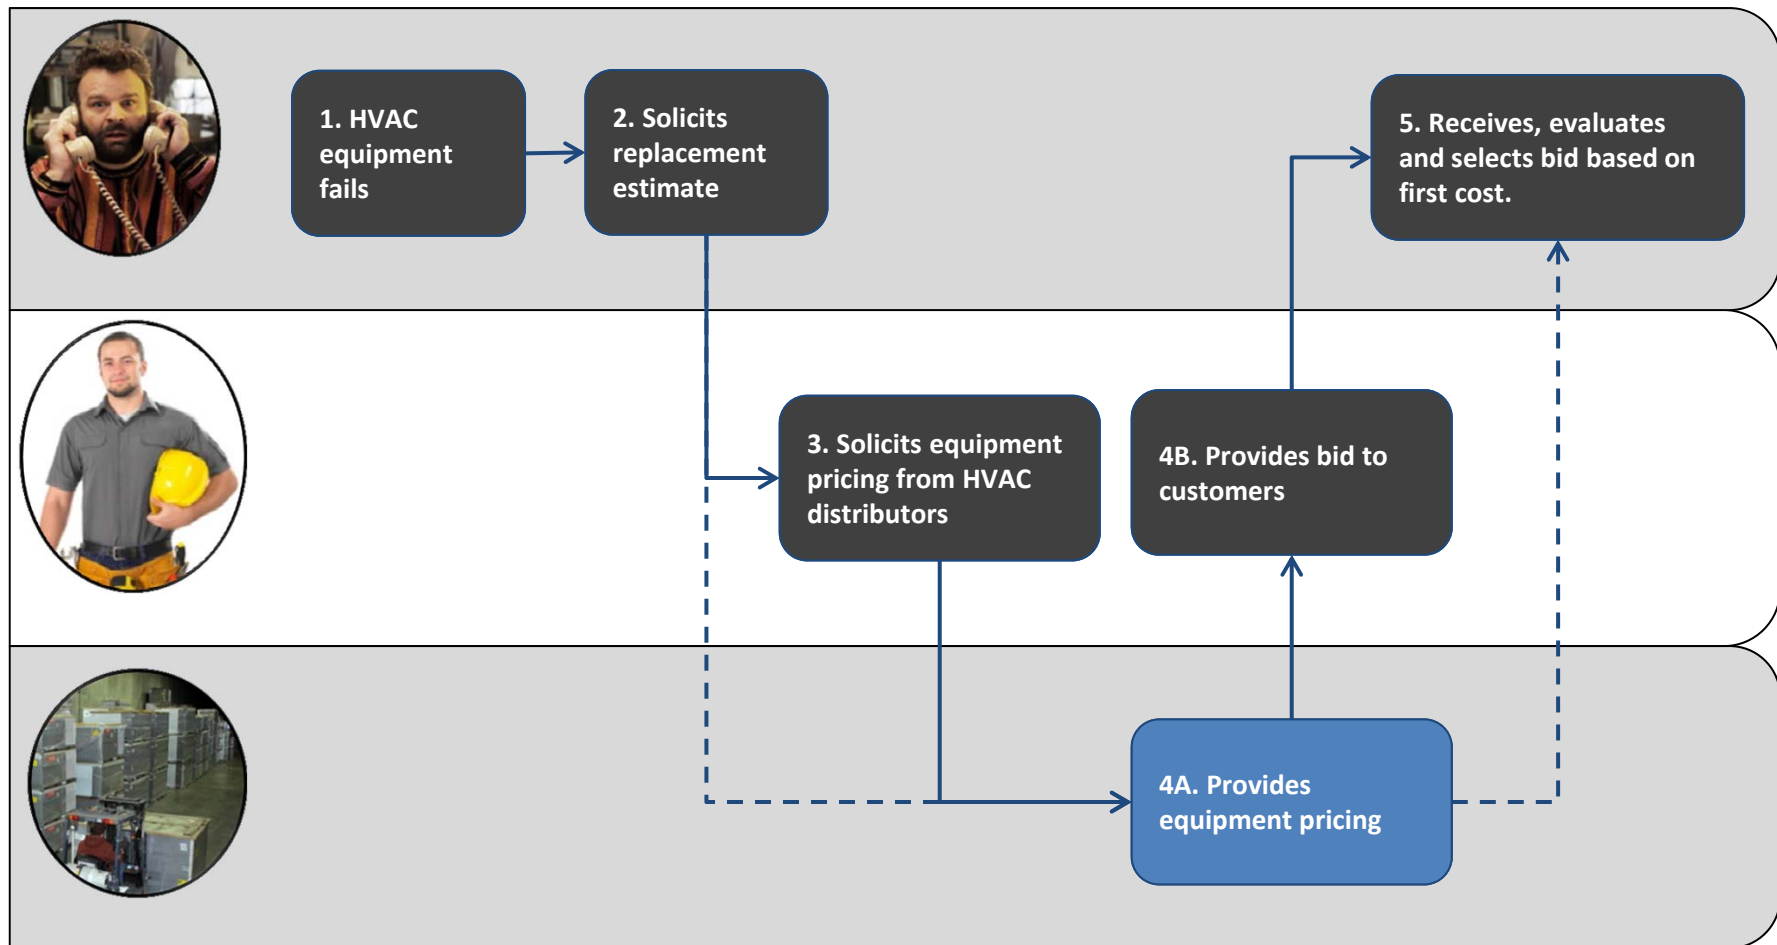 1. HVAC
equipment
fails
2. Solicits
replacement
estimate
5. Receives, evaluates
and selects bid based on
first cost.
3. Solicits equipment
pricing from HVAC
distributors
4B. Provides bid to
customers
4A. Provides
equipment pricing